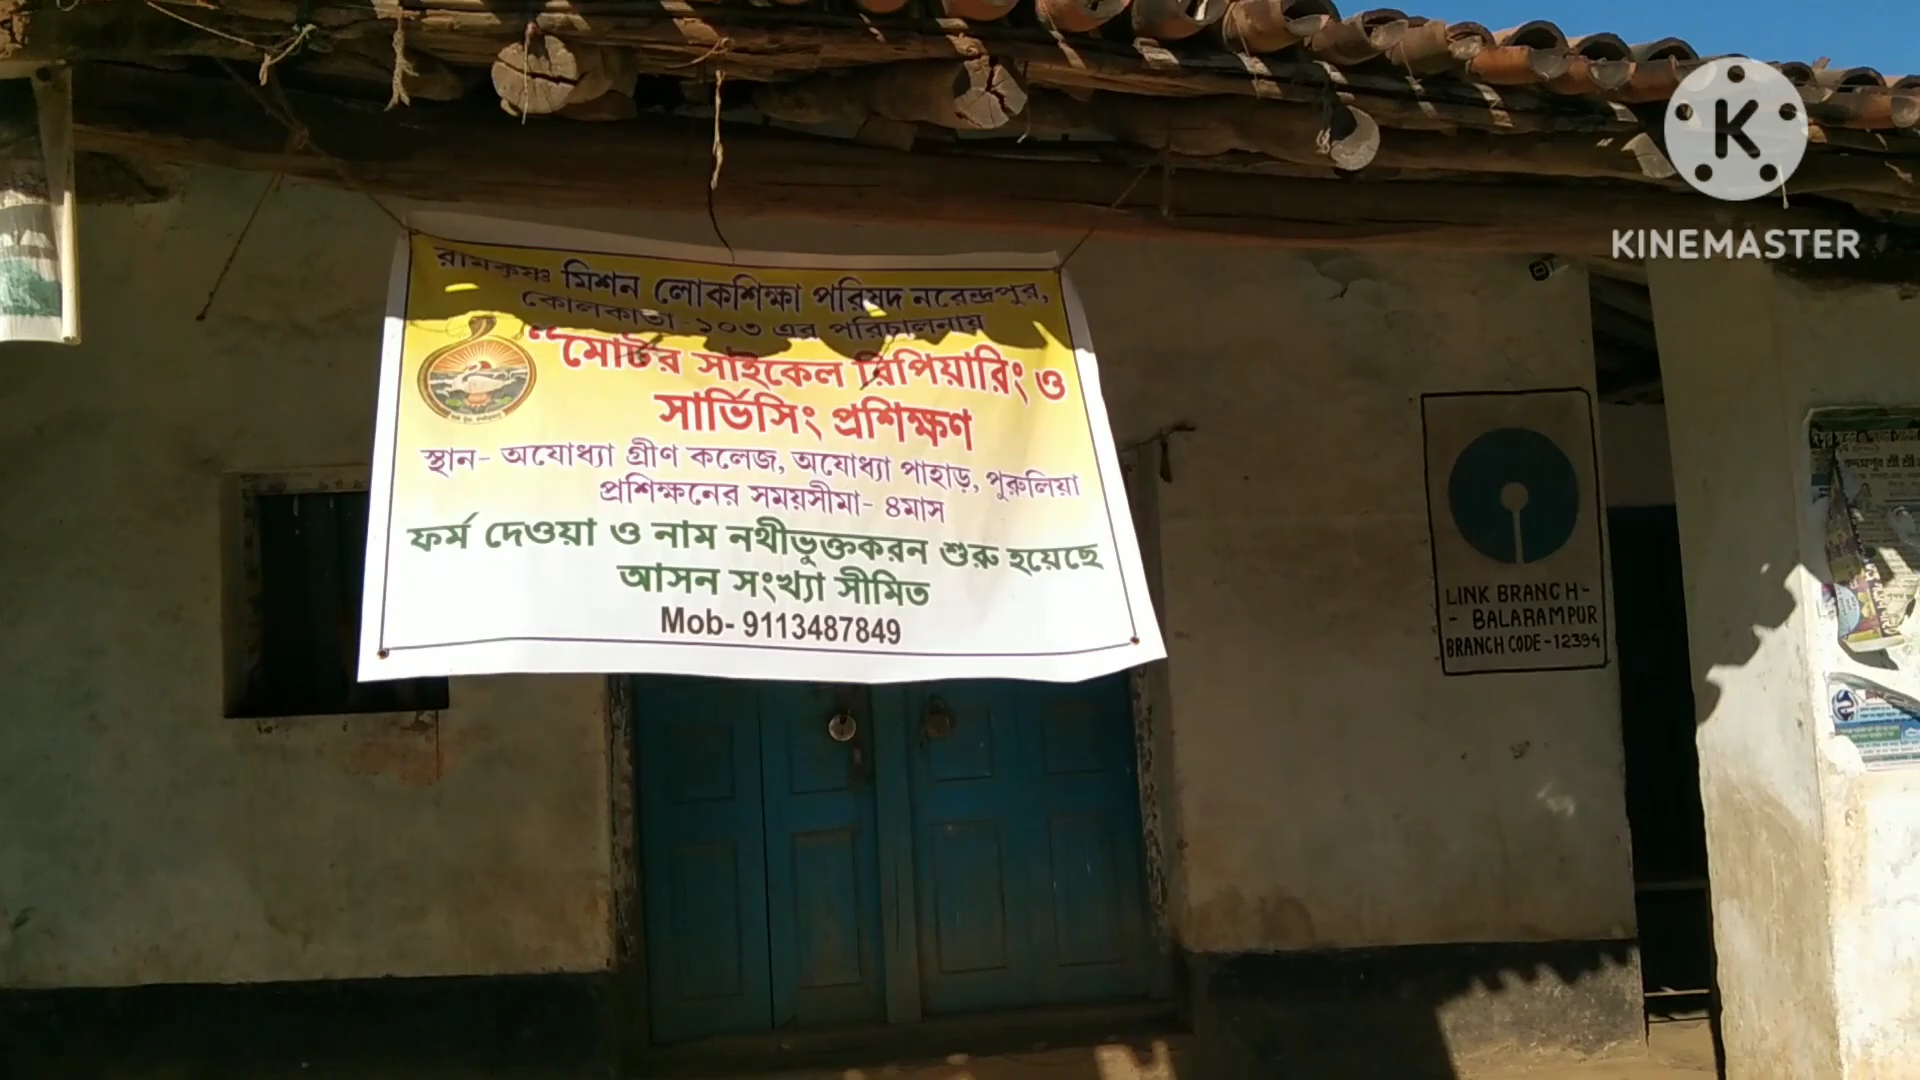 রামকৃষ্ণ মিশন লোকশিক্ষা পরিষদ নরেন্দ্রপুর,
কোলকাতা-১০৩ এর পরিচালনায়
"মোটর সাইকেল রিপিয়ারিং ও
সার্ভিসিং প্রশিক্ষণ
স্থান- অযোধ্যা গ্রীণ কলেজ, অযোধ্যা পাহাড়, পুরুলিয়া
প্রশিক্ষনের সময়সীমা- ৪মাস
ফর্ম দেওয়া ও নাম নথীভুক্তকরন শুরু হয়েছে
আসন সংখ্যা সীমিত
Mob- 9113487849
LINK BRANCH-
- BALARAMPUR
BRANCH CODE-12394
K
KINEMASTER